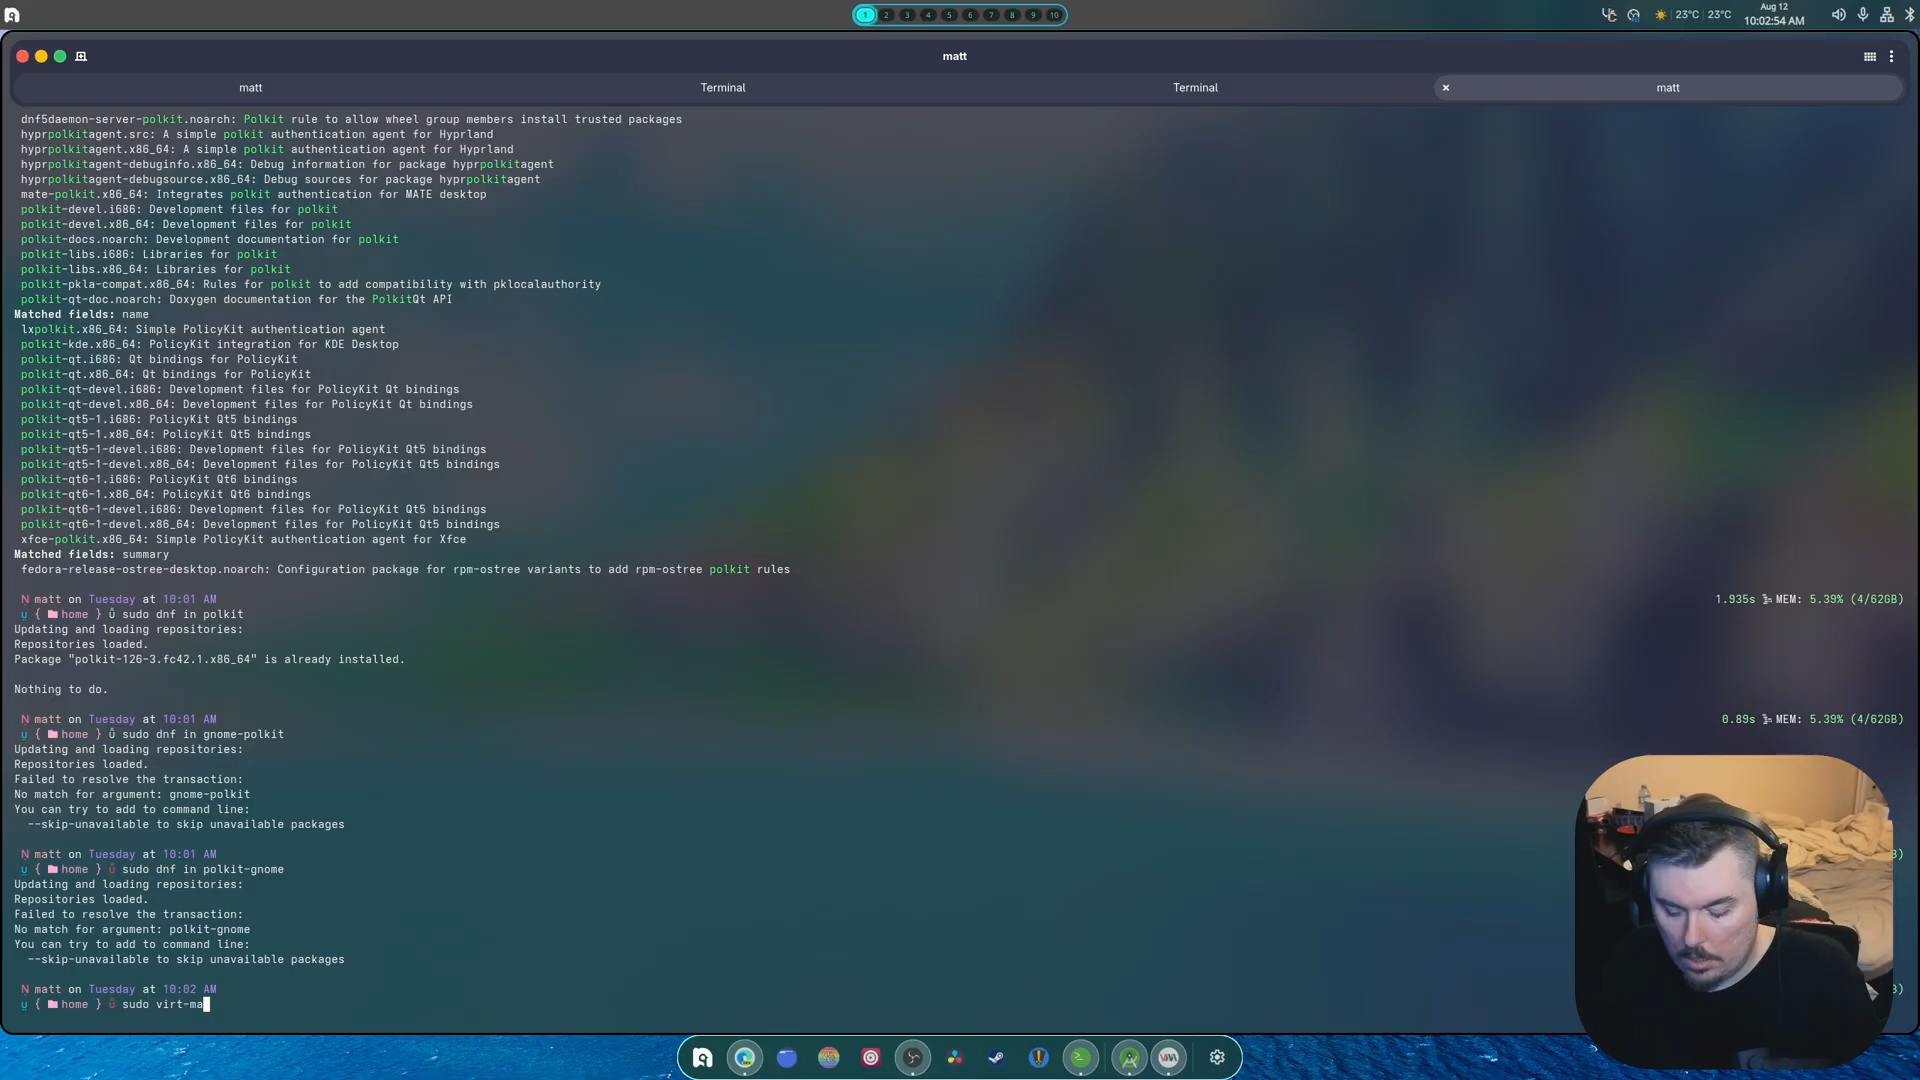 1 2 3 4 5 6 7 8 9 10
23°C 23°C
Aug 12
10:02:54 AM
matt
matt
Terminal
Terminal
matt
dnf5daemon-server-polkit.noarch: Polkit rule to allow wheel group members install trusted packages
hyprpolkitagent.src: A simple polkit authentication agent for Hyprland
hyprpolkitagent.x86_64: A simple polkit authentication agent for Hyprland
hyprpolkitagent-debuginfo.x86_64: Debug information for package hyprpolkitagent
hyprpolkitagent-debugsource.x86_64: Debug sources for package hyprpolkitagent
mate-polkit.x86_64: Integrates polkit authentication for MATE desktop
polkit-devel.i686: Development files for polkit
polkit-devel.x86_64: Development files for polkit
polkit-docs.noarch: Development documentation for polkit
polkit-libs.i686: Libraries for polkit
polkit-libs.x86_64: Libraries for polkit
polkit-pkla-compat.x86_64: Rules for polkit to add compatibility with pklocalauthority
polkit-qt-doc.noarch: Doxygen documentation for the PolkitQt API
Matched fields: name
lxpolkit.x86_64: Simple PolicyKit authentication agent
polkit-kde.x86_64: PolicyKit integration for KDE Desktop
polkit-qt.i686: Qt bindings for PolicyKit
polkit-qt.x86_64: Qt bindings for PolicyKit
polkit-qt-devel.i686: Development files for PolicyKit Qt bindings
polkit-qt-devel.x86_64: Development files for PolicyKit Qt bindings
polkit-qt5-1.i686: PolicyKit Qt5 bindings
polkit-qt5-1.x86_64: PolicyKit Qt5 bindings
polkit-qt5-1-devel.i686: Development files for PolicyKit Qt5 bindings
polkit-qt5-1-devel.x86_64: Development files for PolicyKit Qt5 bindings
polkit-qt6-1.i686: PolicyKit Qt6 bindings
polkit-qt6-1.x86_64: PolicyKit Qt6 bindings
polkit-qt6-1-devel.i686: Development files for PolicyKit Qt5 bindings
polkit-qt6-1-devel.x86_64: Development files for PolicyKit Qt5 bindings
xfce-polkit.x86_64: Simple PolicyKit authentication agent for Xfce
Matched fields: summary
fedora-release-ostree-desktop.noarch: Configuration package for rpm-ostree variants to add rpm-ostree polkit rules
N matt on Tuesday at 10:01 AM 1.935s MEM: 5.39% (4/62GB)
{ home } sudo dnf in polkit
Updating and loading repositories:
Repositories loaded.
Package "polkit-126-3.fc42.1.x86_64" is already installed.
Nothing to do.
N matt on Tuesday at 10:01 AM 0.89s MEM: 5.39% (4/62GB)
{ home } sudo dnf in gnome-polkit
Updating and loading repositories:
Repositories loaded.
Failed to resolve the transaction:
No match for argument: gnome-polkit
You can try to add to command line:
--skip-unavailable to skip unavailable packages
N matt on Tuesday at 10:01 AM
{ home } sudo dnf in polkit-gnome
Updating and loading repositories:
Repositories loaded.
Failed to resolve the transaction:
No match for argument: polkit-gnome
You can try to add to command line:
--skip-unavailable to skip unavailable packages
N matt on Tuesday at 10:02 AM
{ home } sudo virt-ma